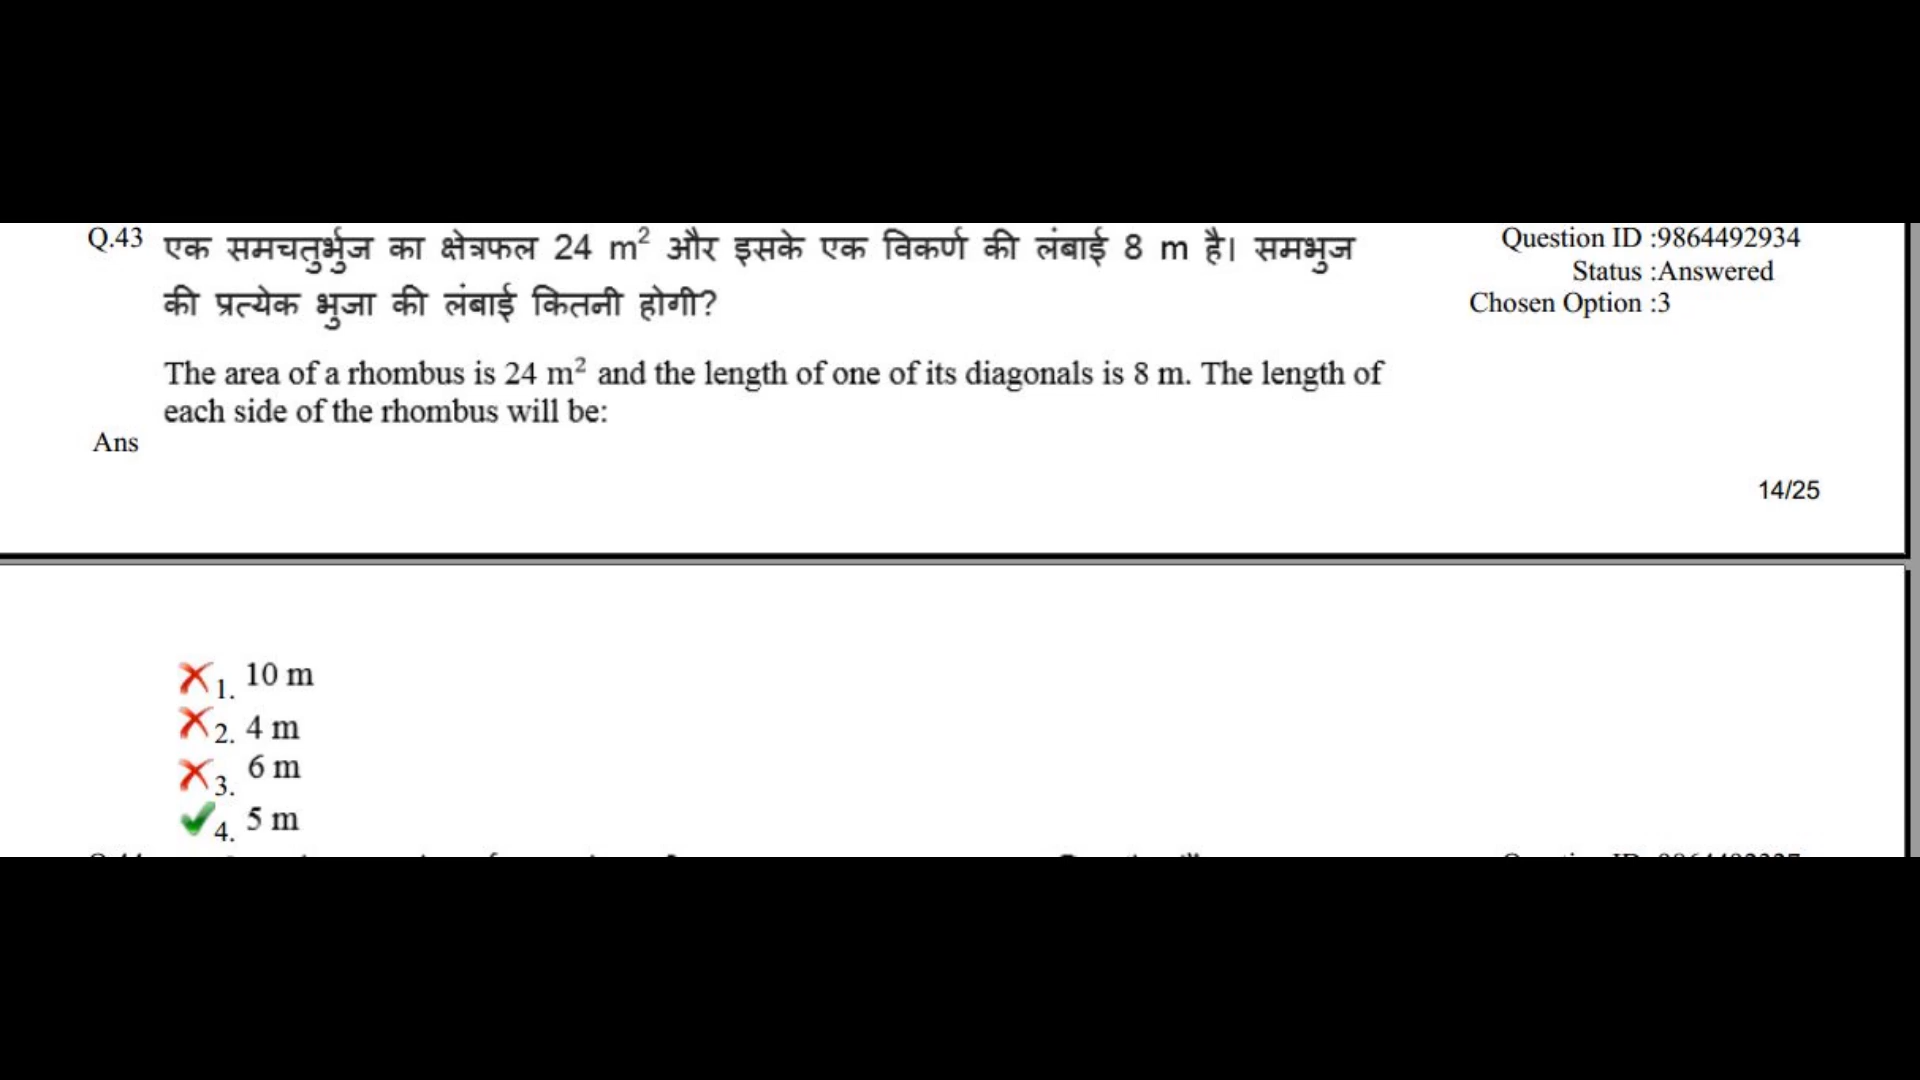 Q.43 एक समचतुर्भुज का क्षेत्रफल 24 m² और इसके एक विकर्ण की लंबाई 8 m है। समभुज
की प्रत्येक भुजा की लंबाई कितनी होगी?
The area of a rhombus is 24 m² and the length of one of its diagonals is 8 m. The length of
each side of the rhombus will be:
Question ID :9864492934
Status :Answered
Chosen Option :3
Ans
14/25
1. 10 m
2. 4 m
3. 6 m
4. 5 m